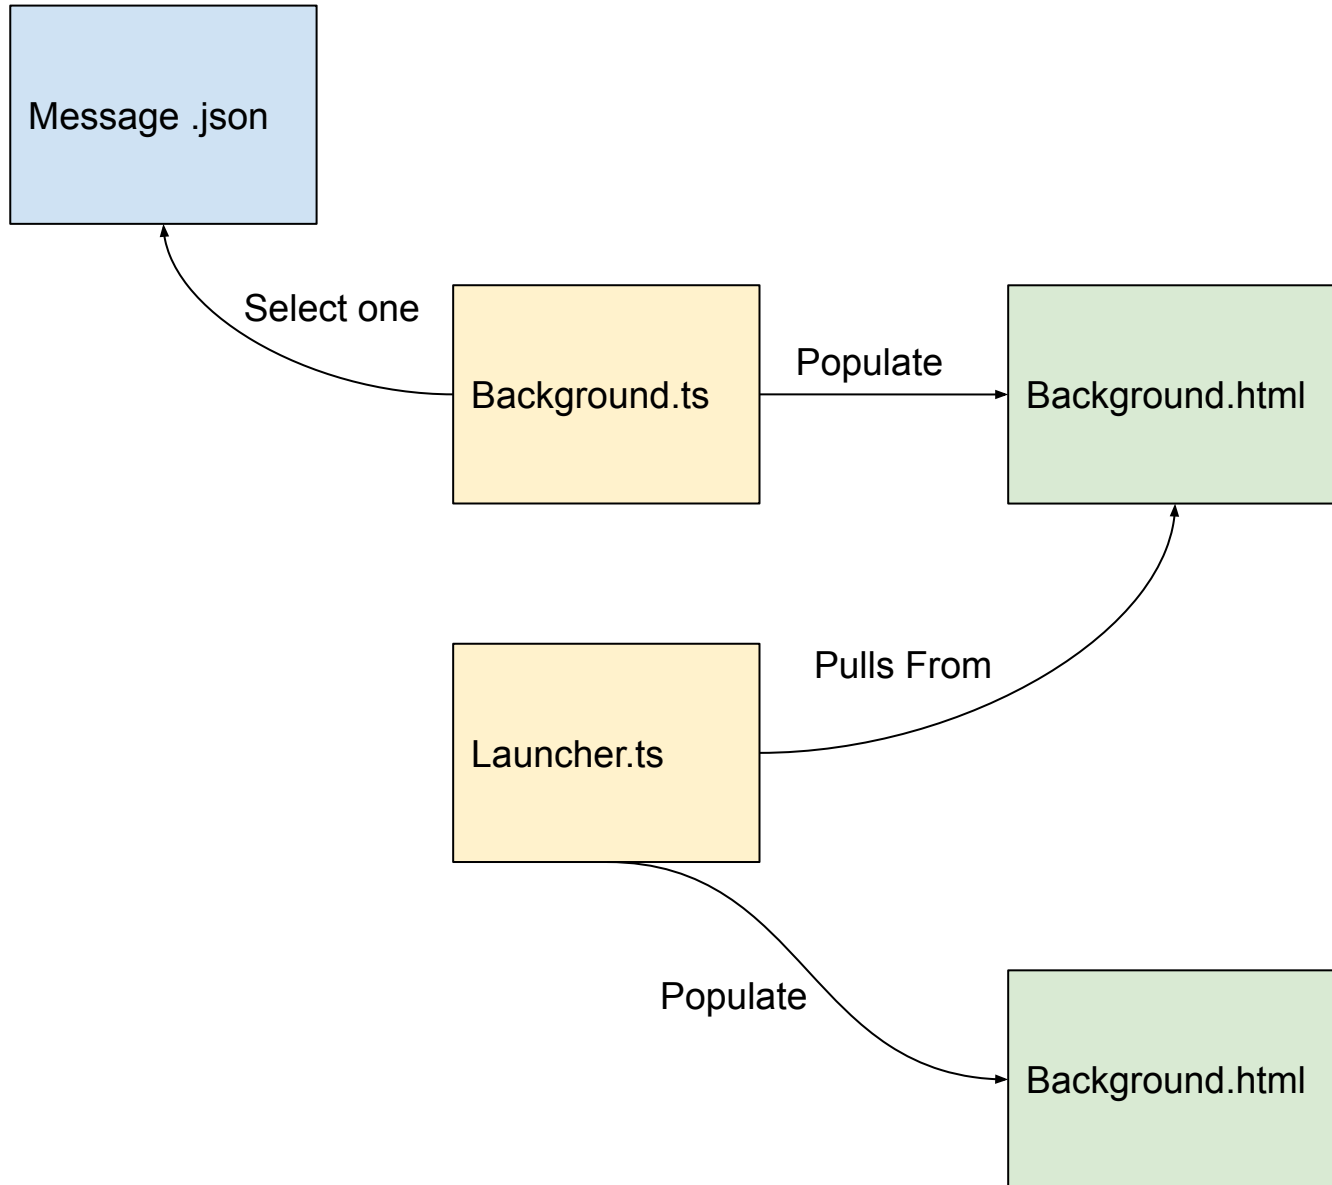 Message .json
Select one
Background.ts
Populate
Background.html
Pulls From
Launcher.ts
Populate
Background.html